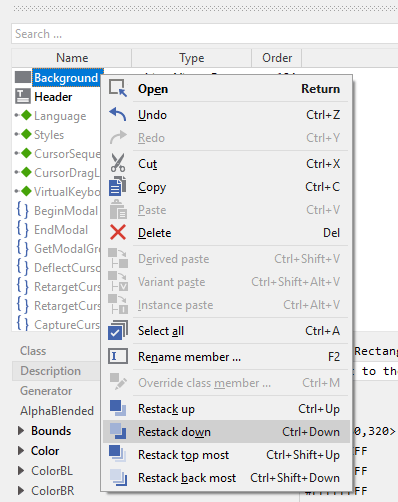 Search ...
Name Type Order
Background
Header
Language
Styles
CursorSeque
CursorDragL
VirtualKeybo
BeginModal
EndModal
GetModalGro
DeflectCurso
RetargetCurs
RetargetCurs
CaptureCurs
Open Return
Undo Ctrl+Z
Redo Ctrl+Y
Cut Ctrl+X
Copy Ctrl+C
Paste Ctrl+V
Delete Del
Derived paste Ctrl+Shift+V
Variant paste Ctrl+Shift+Alt+V
Instance paste Ctrl+Alt+V
Select all Ctrl+A
Rename member ... F2
Override class member ... Ctrl+M
Restack up Ctrl+Up
Restack down Ctrl+Down
Restack top most Ctrl+Shift+Up
Restack back most Ctrl+Shift+Down
Class Rectang
Description t to the
Generator
AlphaBlended
Bounds 0,320>
Color FF
ColorBL FF
ColorBR #FFFFFFFF